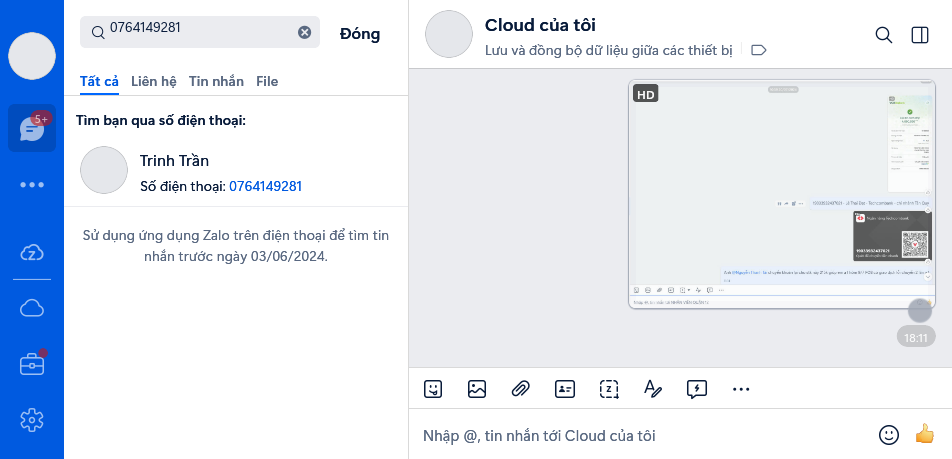 0764149281
Đóng
Tất cả Liên hệ Tin nhắn File
Tìm bạn qua số điện thoại:
Trinh Trần
Số điện thoại: 0764149281
Sử dụng ứng dụng Zalo trên điện thoại để tìm tin
nhắn trước ngày 03/06/2024.
5+
Cloud của tôi
Lưu và đồng bộ dữ liệu giữa các thiết bị
HD
18:11
Nhập @, tin nhắn tới Cloud của tôi